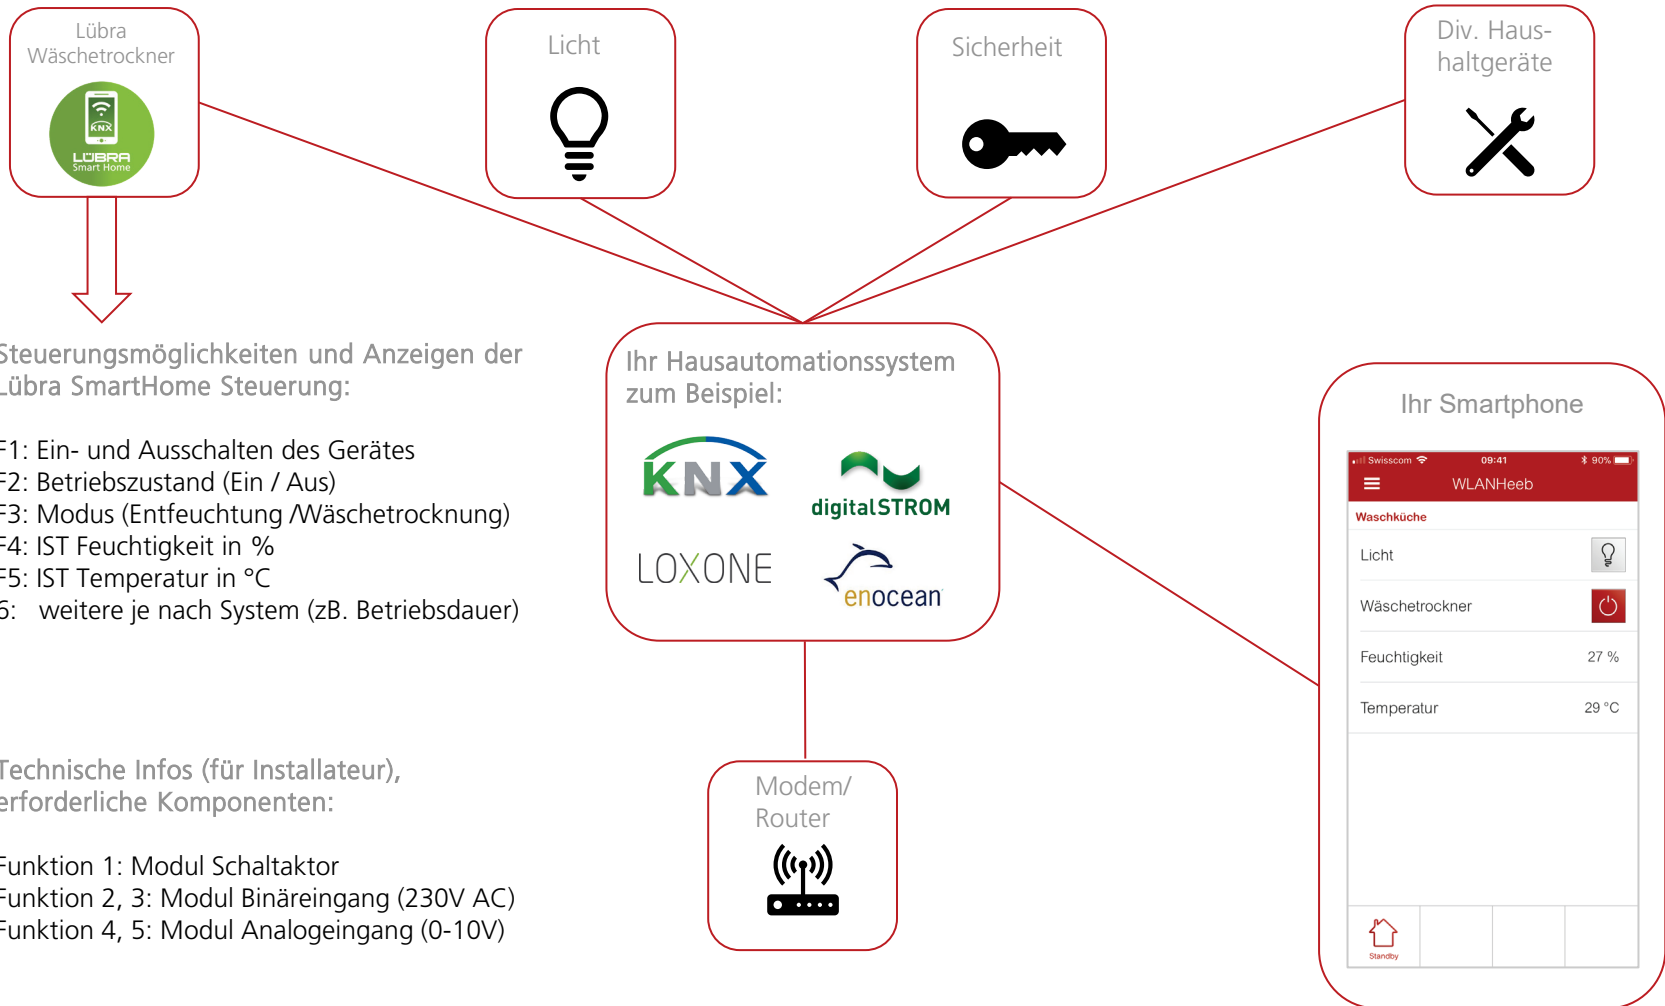 Lübra
Wäschetrockner
KNX
LÜBRA
Smart Home
Licht
Sicherheit
Div. Haus-
haltgeräte
Steuerungsmöglichkeiten und Anzeigen der
Lübra SmartHome Steuerung:
F1: Ein- und Ausschalten des Gerätes
F2: Betriebszustand (Ein / Aus)
F3: Modus (Entfeuchtung /Wäschetrocknung)
F4: IST Feuchtigkeit in %
F5: IST Temperatur in °C
6: weitere je nach System (zB. Betriebsdauer)
Technische Infos (für Installateur),
erforderliche Komponenten:
Funktion 1: Modul Schaltaktor
Funktion 2, 3: Modul Binäreingang (230V AC)
Funktion 4, 5: Modul Analogeingang (0-10V)
Ihr Hausautomationssystem
zum Beispiel:
KNX
digitalSTROM
LOXONE
enocean
Modem/
Router
Ihr Smartphone
Swisscom 09:41 90%
WLANHeeb
Waschküche
Licht
Wäschetrockner
Feuchtigkeit 27 %
Temperatur 29 °C
Standby